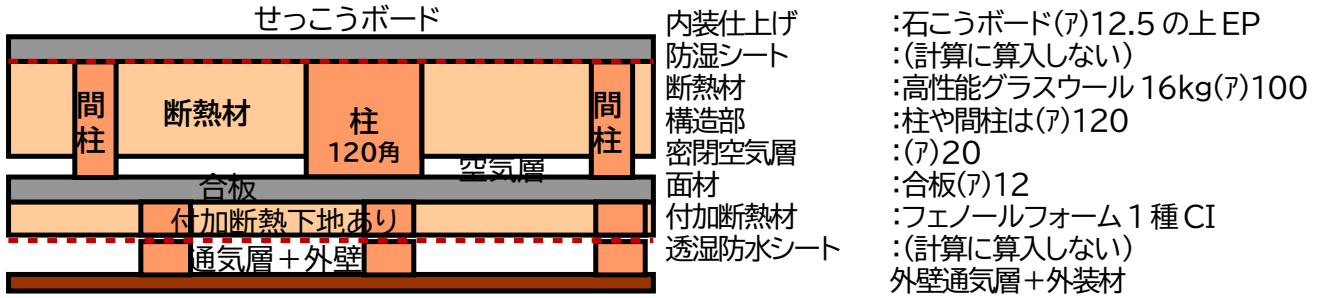 せっこうボード
間柱
断熱材
柱
120角
間柱
空気層
合板
付加断熱下地あり
通気層+外壁
内装仕上げ :石こうボード(ｱ)12.5の上EP
防湿シート :(計算に算入しない)
断熱材 :高性能グラスウール16kg(ｱ)100
構造部 :柱や間柱は(ｱ)120
密閉空気層 :(ｱ)20
面材 :合板(ｱ)12
付加断熱材 :フェノールフォーム1種CI
透湿防水シート :(計算に算入しない)
外壁通気層+外装材